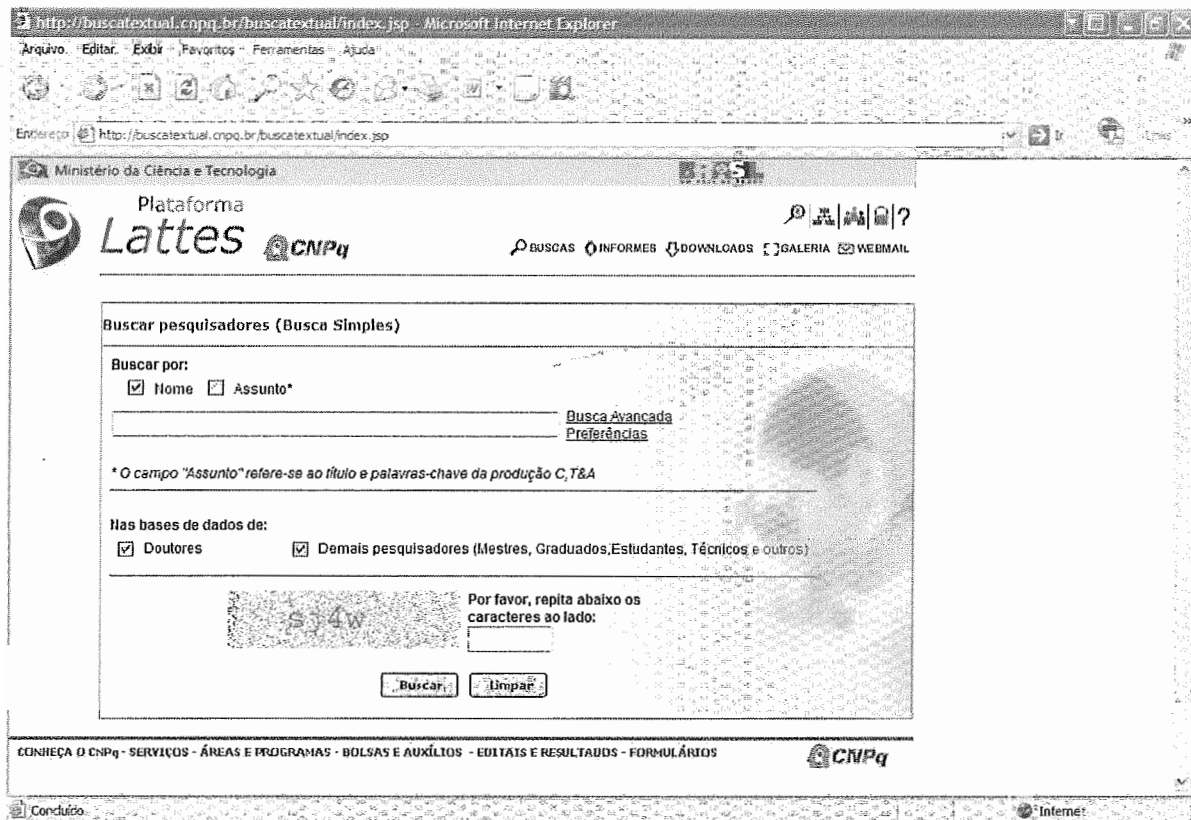 http://buscatextual.cnpq.br/buscatextual/index.jsp - Microsoft Internet Explorer
Arquivo Editar Exibir Favoritos Ferramentas Ajuda
Endereço http://buscatextual.cnpq.br/buscatextual/index.jsp Ir Links
Ministério da Ciência e Tecnologia
Plataforma
Lattes CNPq
BUSCAS INFORMES DOWNLOADS GALERIA WEBMAIL
Buscar pesquisadores (Busca Simples)
Buscar por:
Nome Assunto*
Busca Avançada
Preferências
* O campo "Assunto" refere-se ao título e palavras-chave da produção C,T&A
Nas bases de dados de:
Doutores Demais pesquisadores (Mestres, Graduados,Estudantes, Técnicos e outros)
sj4w
Por favor, repita abaixo os
caracteres ao lado:
Buscar Limpar
CONHEÇA O CNPq - SERVIÇOS - ÁREAS E PROGRAMAS - BOLSAS E AUXÍLIOS - EDITAIS E RESULTADOS - FORMULÁRIOS CNPq
Concluído Internet